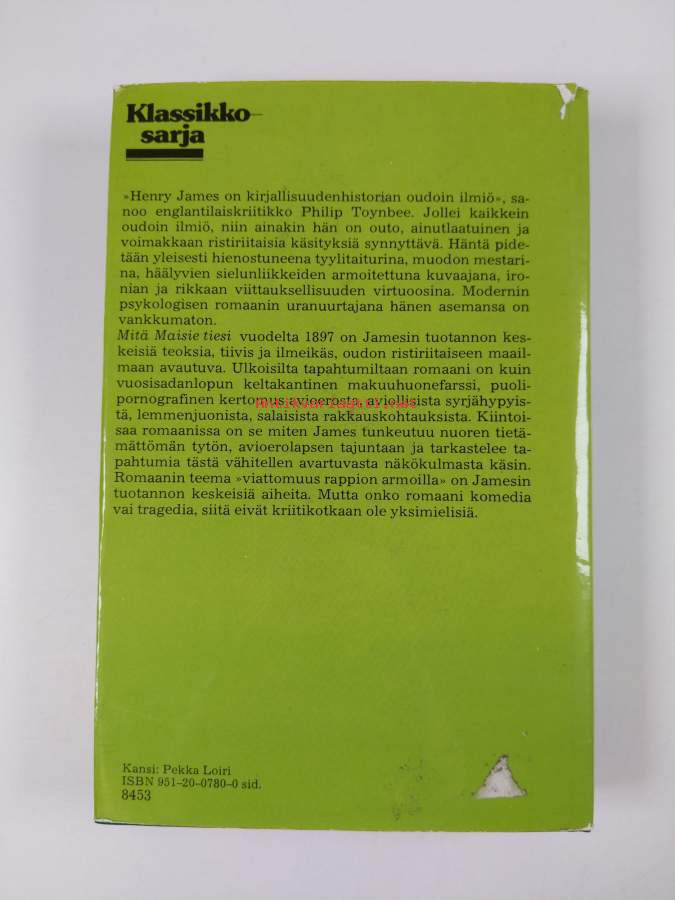 Klassikko-
sarja
»Henry James on kirjallisuudenhistorian oudoin ilmiö», sa-
noo englantilaiskriitikko Philip Toynbee. Jollei kaikkein
oudoin ilmiö, niin ainakin hän on outo, ainutlaatuinen ja
voimakkaan ristiriitaisia käsityksiä synnyttävä. Häntä pide-
tään yleisesti hienostuneena tyylitaiturina, muodon mestari-
na, häälyvien sielunliikkeiden armoitettuna kuvaajana, iro-
nian ja rikkaan viittauksellisuuden virtuoosina. Modernin
psykologisen romaanin uranuurtajana hänen asemansa on
vankkumaton.
Mitä Maisie tiesi vuodelta 1897 on Jamesin tuotannon kes-
keisiä teoksia, tiivis ja ilmeikäs, oudon ristiriitaiseen maail-
maan avautuva. Ulkoisilta tapahtumiltaan romaani on kuin
vuosisadanlopun keltakantinen makuuhuonefarssi, puoli-
pornografinen kertomus avioerosta, aviollisista syrjähypyis-
tä, lemmenjuonista, salaisista rakkauskohtauksista. Kiintoi-
saa romaanissa on se miten James tunkeutuu nuoren tietä-
mättömän tytön, avioerolapsen tajuntaan ja tarkastelee ta-
pahtumia tästä vähitellen avartuvasta näkökulmasta käsin.
Romaanin teema »viattomuus rappion armoilla» on Jamesin
tuotannon keskeisiä aiheita. Mutta onko romaani komedia
vai tragedia, siitä eivät kriitikotkaan ole yksimielisiä.
Kansi: Pekka Loiri
ISBN 951-20-0780-0 sid.
8453